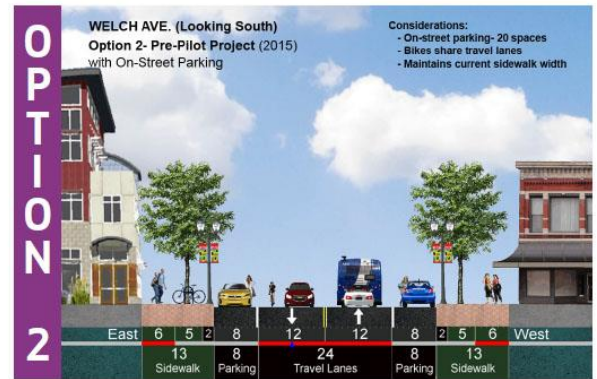 OPTION 2
WELCH AVE. (Looking South)
Option 2- Pre-Pilot Project (2015)
with On-Street Parking
Considerations:
- On-street parking- 20 spaces
- Bikes share travel lanes
- Maintains current sidewalk width
East 6 5 2 8 12 12 8 2 5 6 West
13 8 24 8 13
Sidewalk Parking Travel Lanes Parking Sidewalk